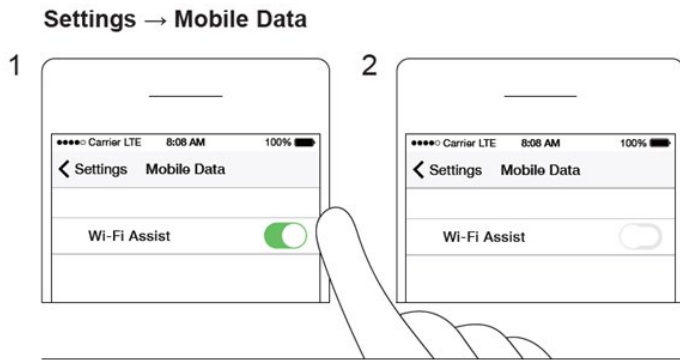 Settings → Mobile Data
1
Carrier LTE 8:08 AM 100%
Settings Mobile Data
Wi-Fi Assist
2
Carrier LTE 8:08 AM 100%
Settings Mobile Data
Wi-Fi Assist